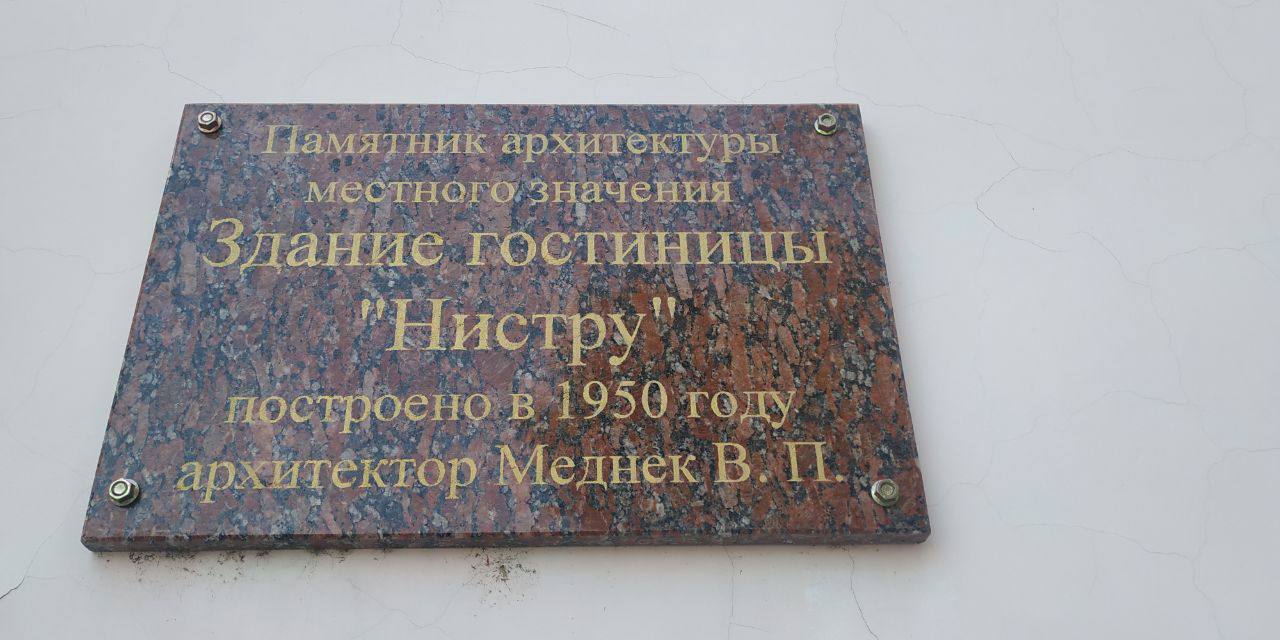 Памятник архитектуры
местного значения
Здание гостиницы
"Нистру"
построено в 1950 году
архитектор Меднек В. П.